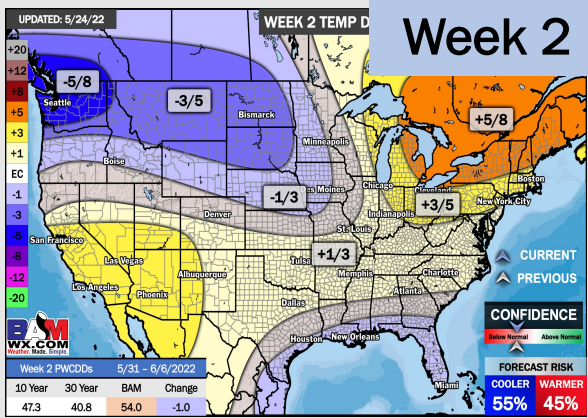 UPDATED: 5/24/22
WEEK 2 TEMP D
Week 2
+20
+12
+8
+5
+3
+1
EC
-1
-3
-5
-8
-12
-20
-5/8
Seattle
-3/5
Bismarck
+5/8
Minneapolis
Boise
Boston
Chicago
Cleveland
-1/3
es Moines
+3/5
New York City
Denver
Indianapolis
St. Louis
San Francisco
+1/3
Las Vegas
Albuquerque
Tulsa
CURRENT
Memphis
Charlotte
PREVIOUS
Los Angeles
Phoenix
Atlanta
Dallas
CONFIDENCE
Houston
New Orleans
Below Normal
Above Normal
BAM
WX.COM
Weather. Made. Simple.
Miami
FORECAST RISK
COOLER
WARMER
55%
45%
Week 2 PWCDDs
5/31 – 6/6/2022
10 Year
30 Year
BAM
Change
47.3
40.8
54.0
-1.0